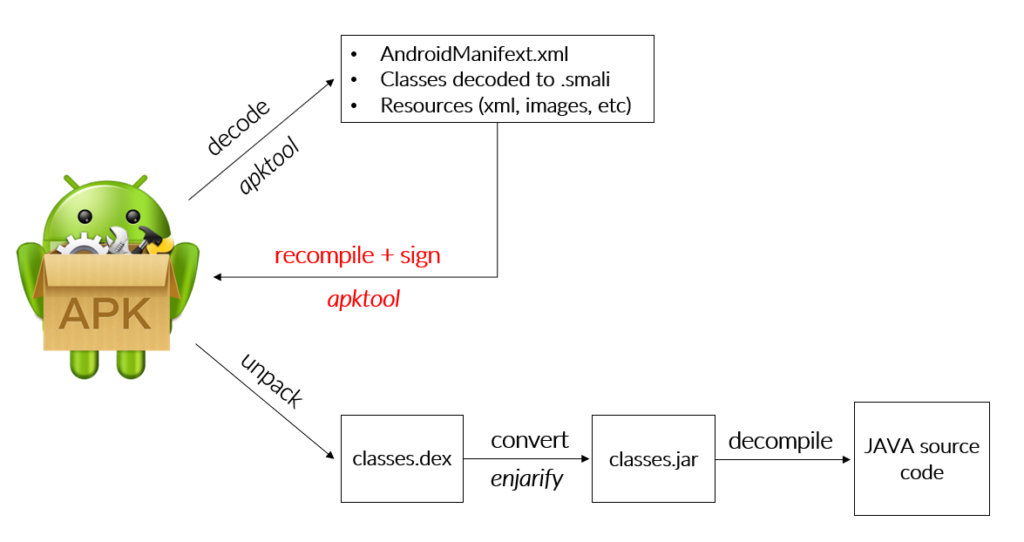 • AndroidManifext.xml
• Classes decoded to .smali
• Resources (xml, images, etc)
decode
apktool
recompile + sign
apktool
APK
unpack
classes.dex
convert
enjarify
classes.jar
decompile
JAVA source
code